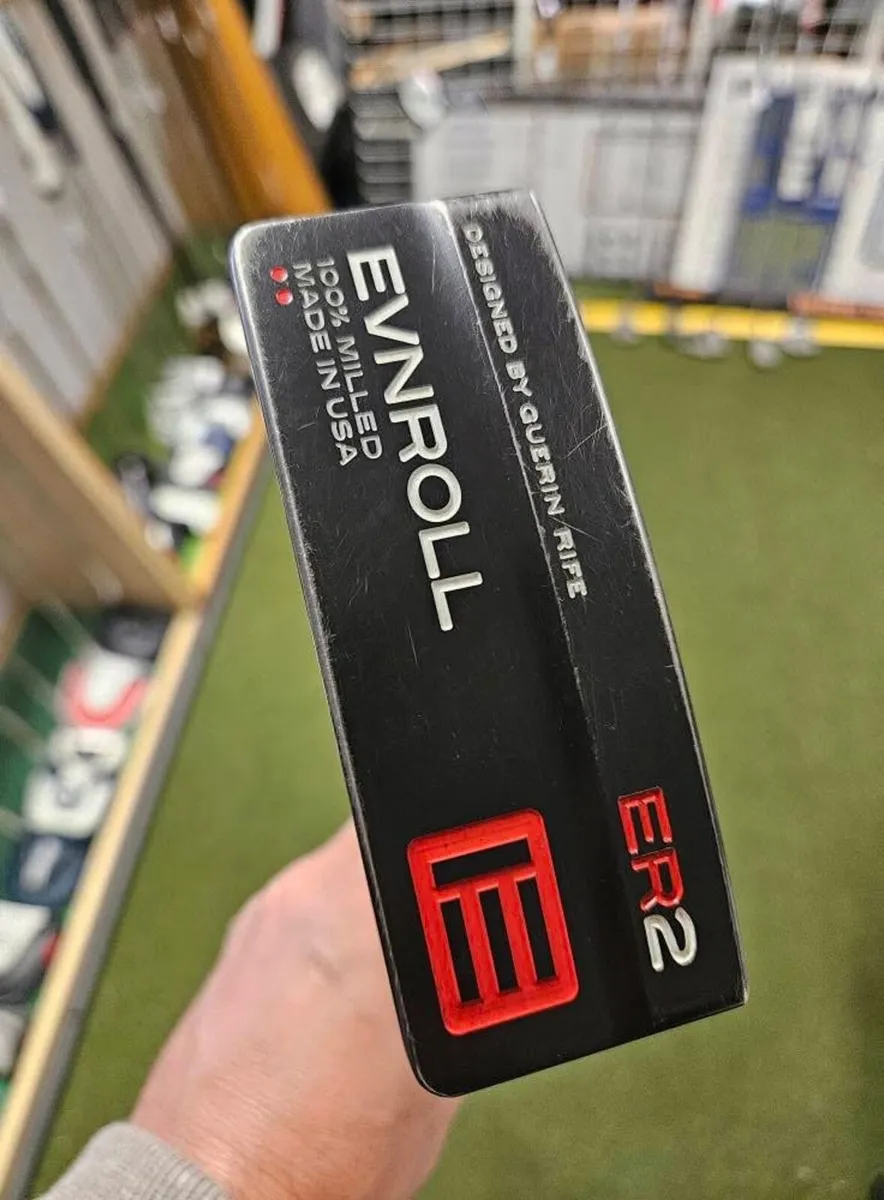 DESIGNED BY GUERIN RIFE
EVNROLL
100% MILLED
MADE IN USA
ER2